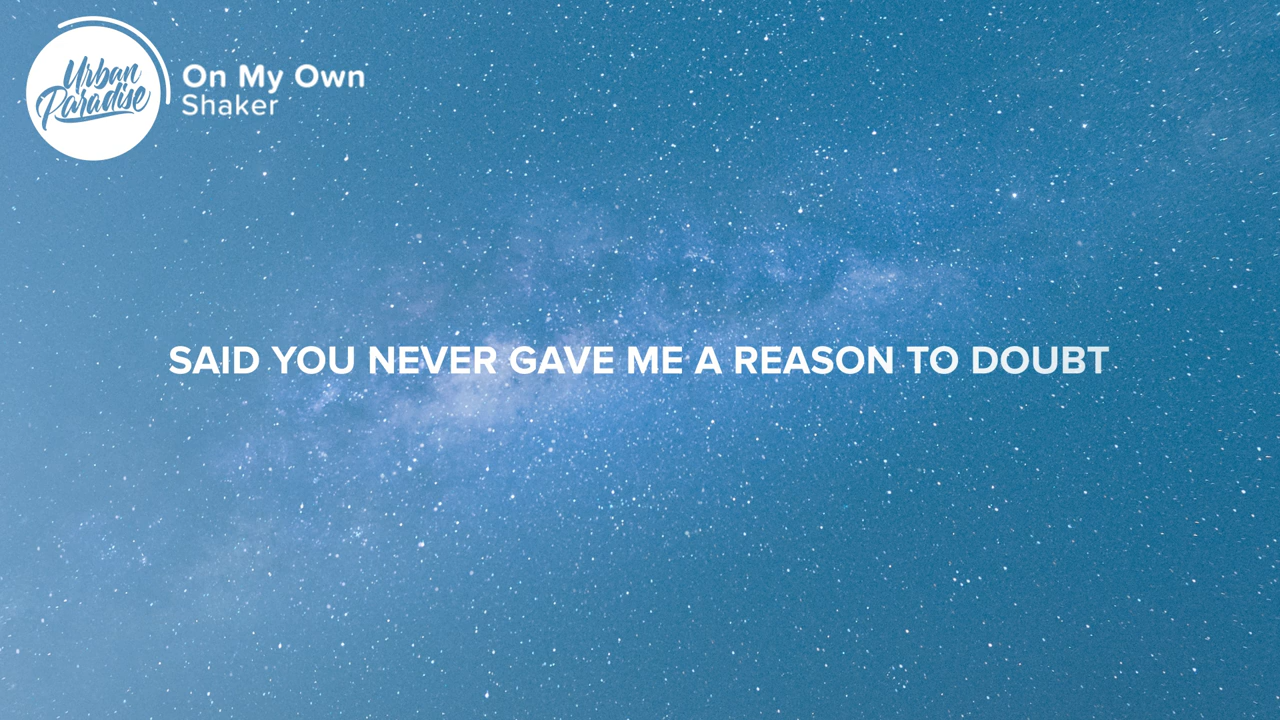 Urban
Paradise
On My Own
Shaker
SAID YOU NEVER GAVE ME A REASON TO DOUBT